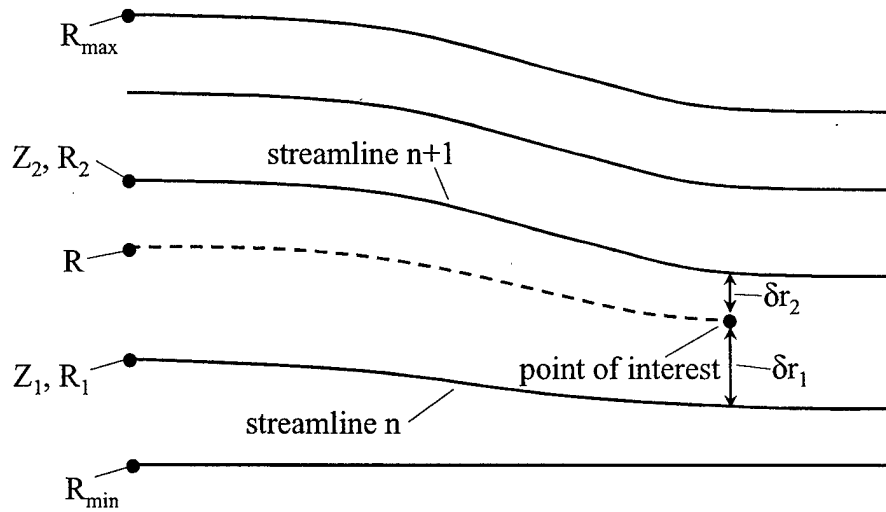 R_max
Z_2, R_2
streamline n+1
R
δr_2
point of interest
δr_1
Z_1, R_1
streamline n
R_min